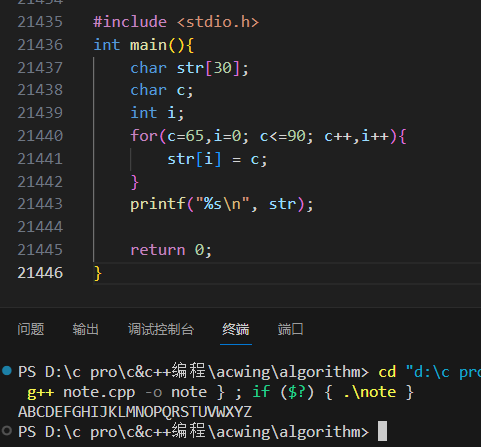 21435 #include <stdio.h>
21436 int main(){
21437 char str[30];
21438 char c;
21439 int i;
21440 for(c=65,i=0; c<=90; c++,i++){
21441 str[i] = c;
21442 }
21443 printf("%s\n", str);
21444
21445 return 0;
21446 }
问题 输出 调试控制台 终端 端口
PS D:\c pro\c&c++编程\acwing\algorithm> cd "d:\c pro
g++ note.cpp -o note } ; if ($?) { .\note }
ABCDEFGHIJKLMNOPQRSTUVWXYZ
PS D:\c pro\c&c++编程\acwing\algorithm>